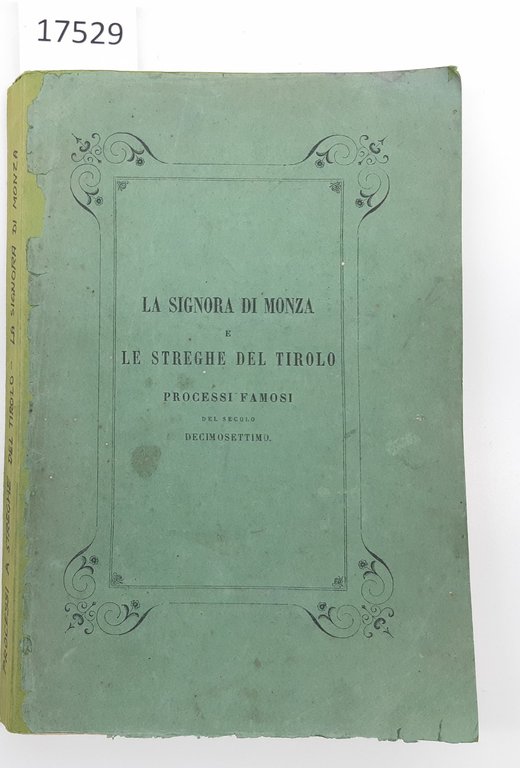 17529
LA SIGNORA DI MONZA
E
LE STREGHE DEL TIROLO
PROCESSI FAMOSI
DEL SECOLO
DECIMOSETTIMO.
PROCESSI A STREGHE DEL TIROLO - LA SIGNORA DI MONZA